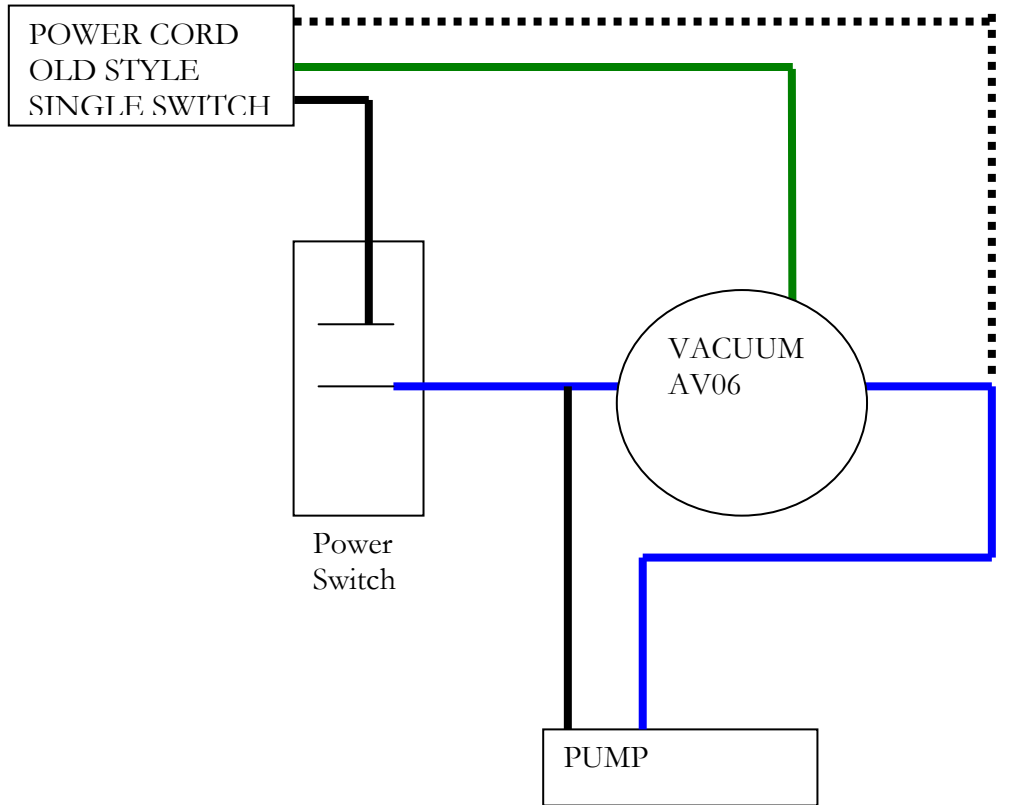 POWER CORD
OLD STYLE
SINGLE SWITCH
VACUUM
AV06
Power
Switch
PUMP